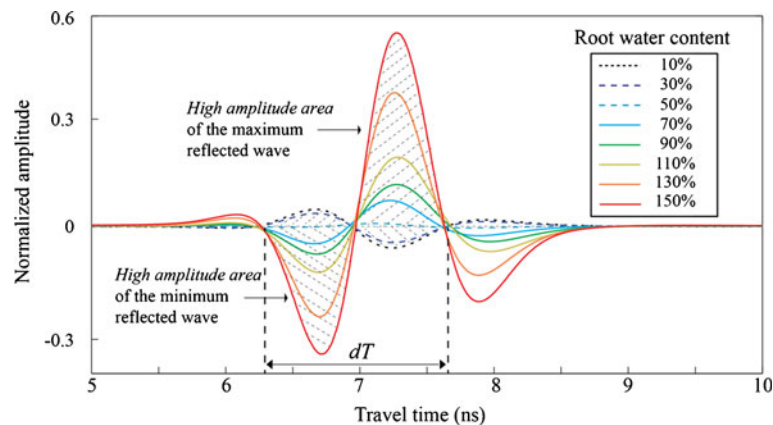 0.6
0.3
0
-0.3
Normalized amplitude
High amplitude area
of the maximum
reflected wave
High amplitude area
of the minimum
reflected wave
dT
Root water content
10%
30%
50%
70%
90%
110%
130%
150%
5
6
7
8
9
10
Travel time (ns)